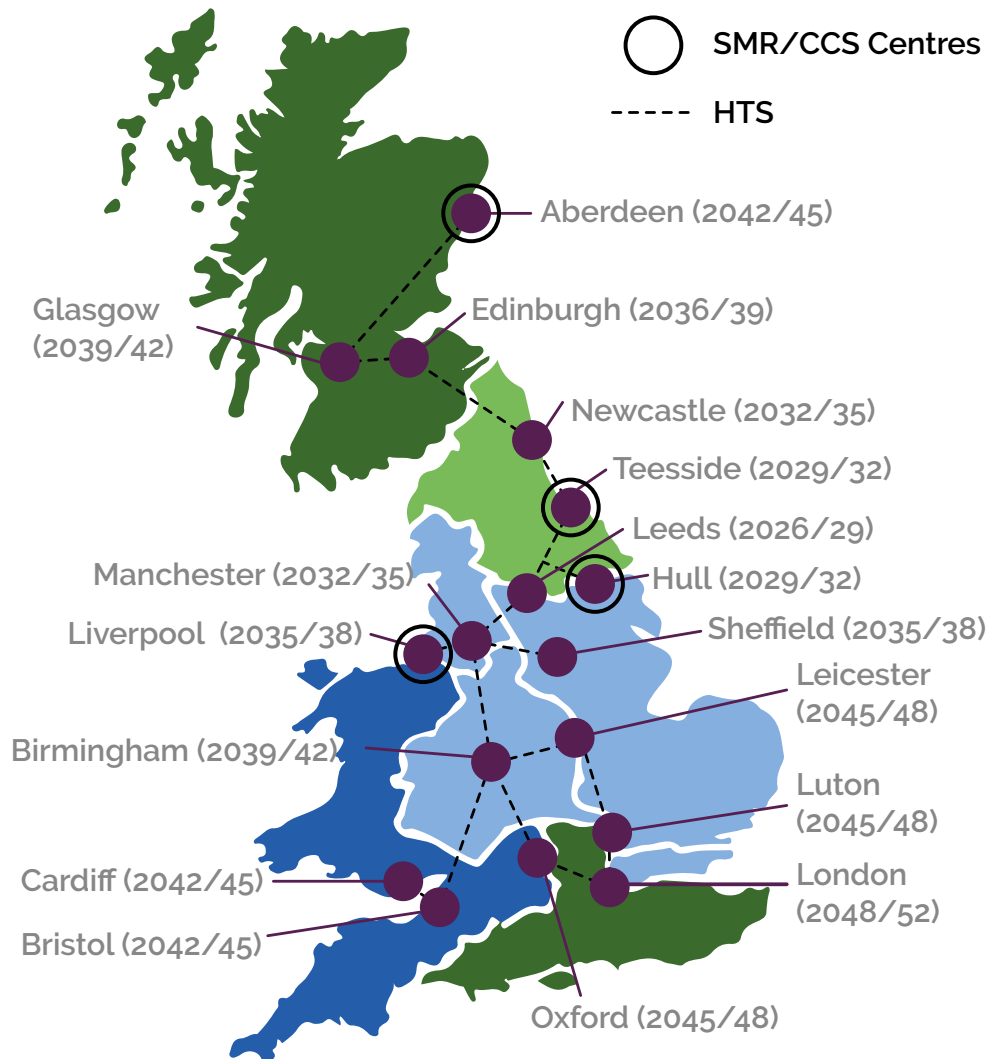 SMR/CCS Centres
HTS
Aberdeen (2042/45)
Glasgow
(2039/42)
Edinburgh (2036/39)
Newcastle (2032/35)
Teesside (2029/32)
Leeds (2026/29)
Manchester (2032/35)
Hull (2029/32)
Liverpool (2035/38)
Sheffield (2035/38)
Leicester
(2045/48)
Birmingham (2039/42)
Luton
(2045/48)
Cardiff (2042/45)
London
(2048/52)
Bristol (2042/45)
Oxford (2045/48)